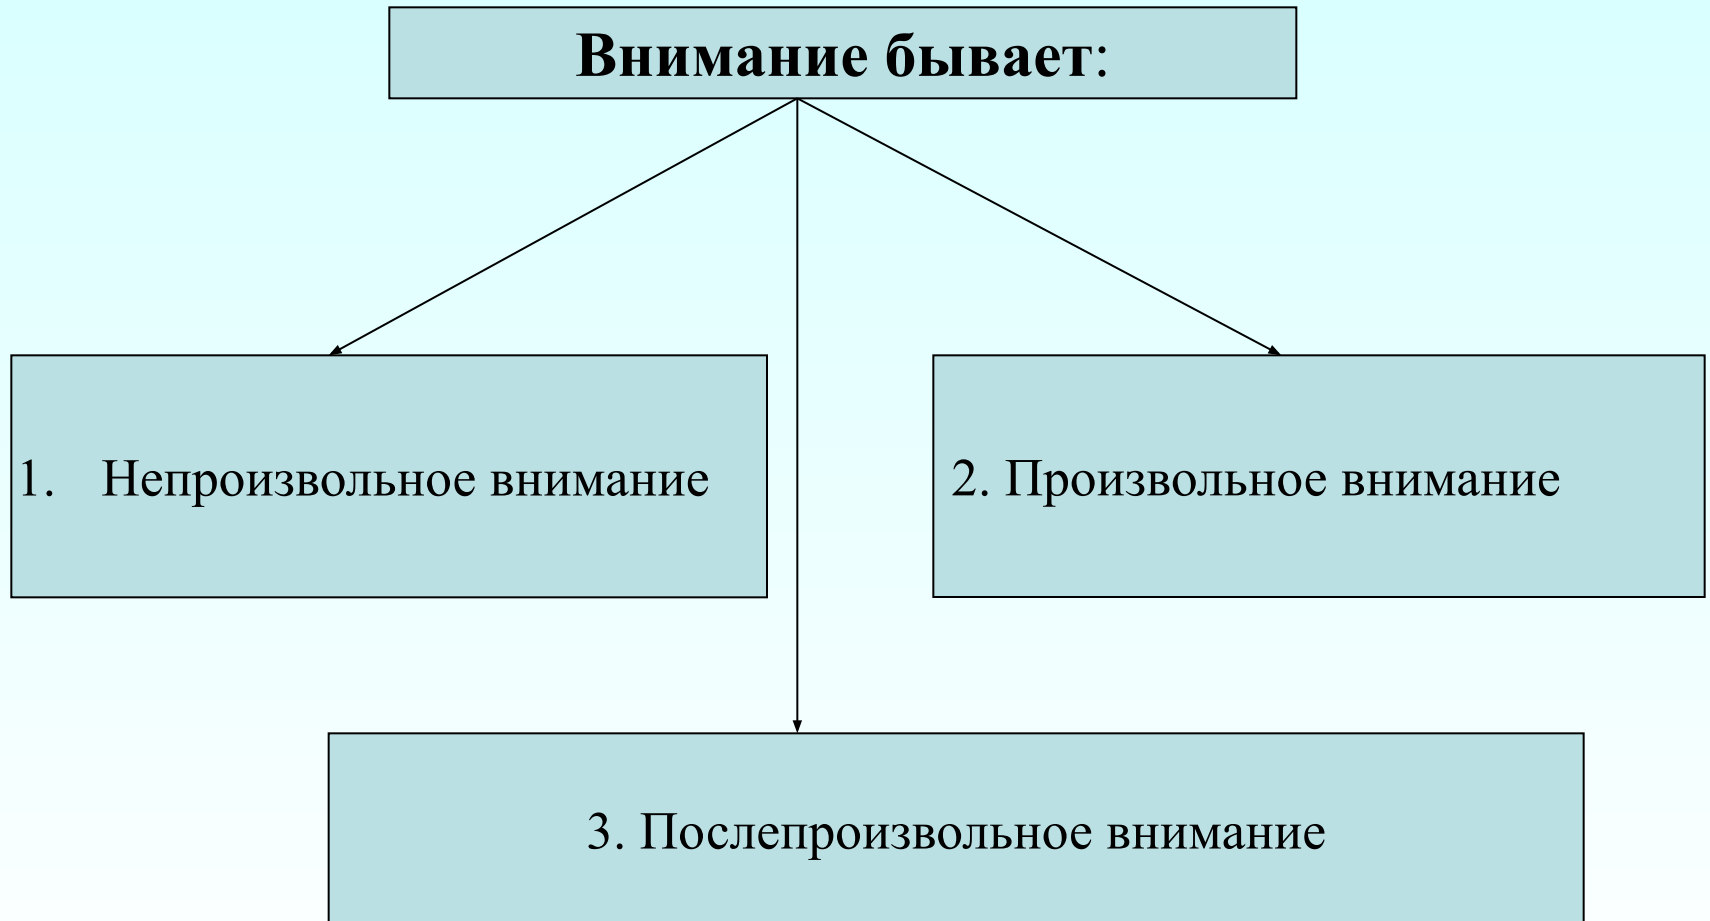 Внимание бывает:
1. Непроизвольное внимание
2. Произвольное внимание
3. Послепроизвольное внимание